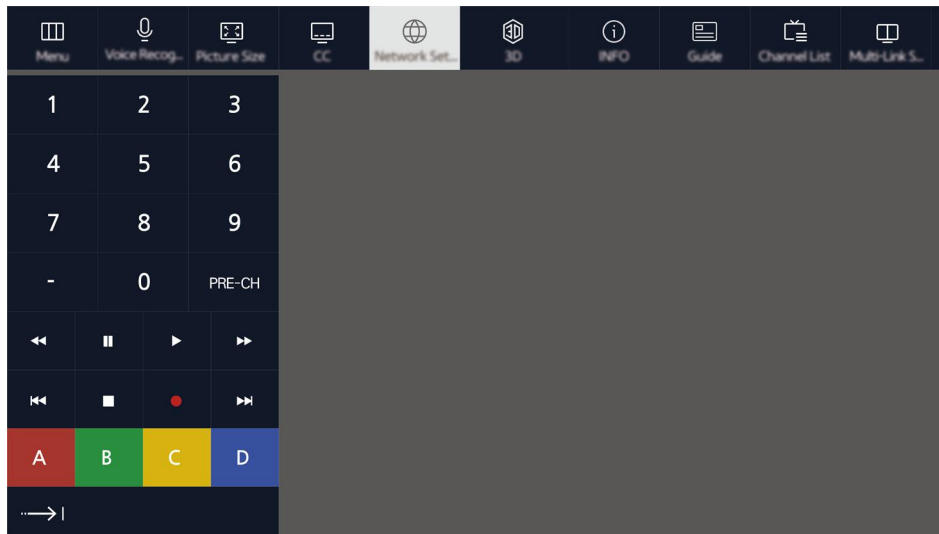 Menu Voice Recog... Picture Size CC Network Set... 3D INFO Guide Channel List Multi-Link S...
1 2 3
4 5 6
7 8 9
- 0 PRE-CH
A B C D